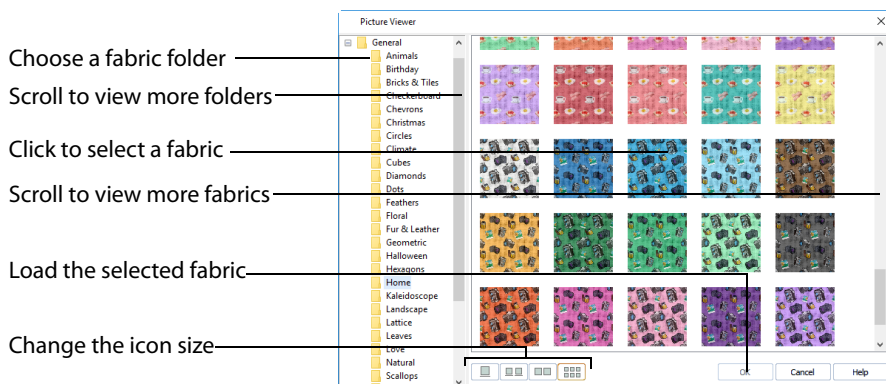 Picture Viewer
General
Choose a fabric folder
Animals
Birthday
Bricks & Tiles
Scroll to view more folders
Checkerboard
Chevrons
Christmas
Circles
Climate
Click to select a fabric
Cubes
Diamonds
Dots
Scroll to view more fabrics
Feathers
Floral
Fur & Leather
Geometric
Halloween
Hexagons
Load the selected fabric
Home
Kaleidoscope
Landscape
Lattice
Leaves
Change the icon size
Love
Natural
Scallops
OK
Cancel
Help